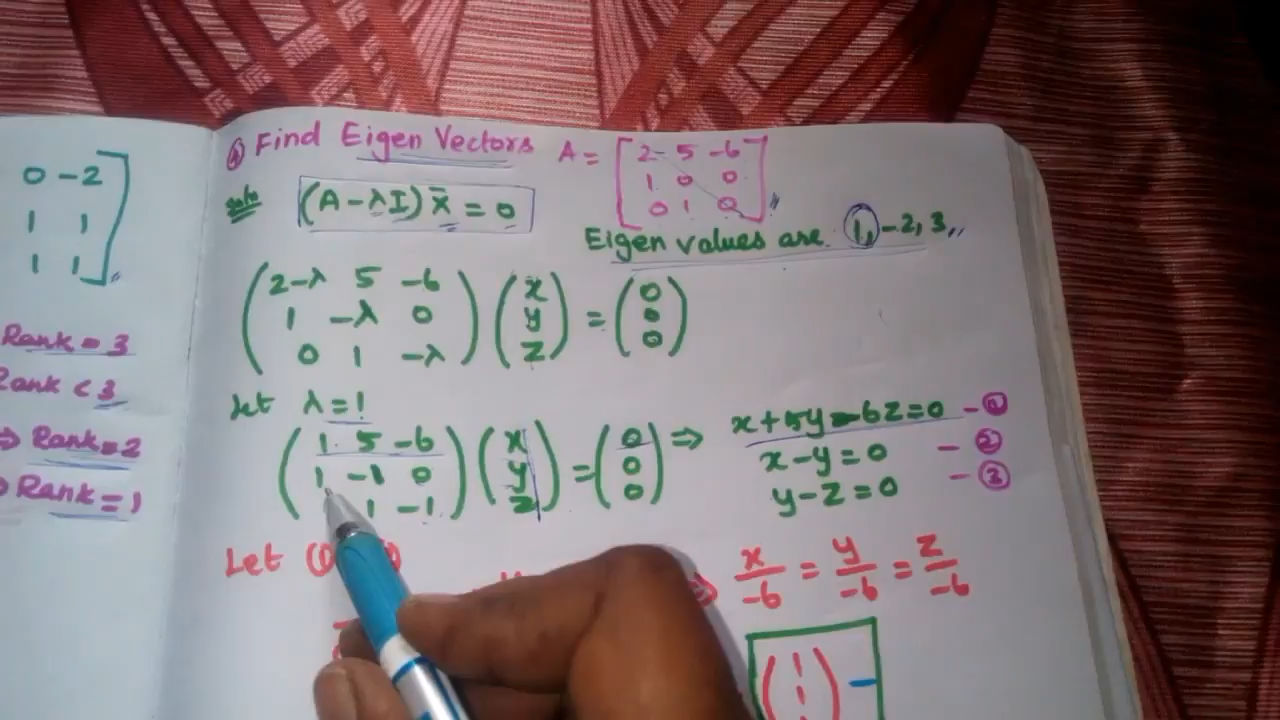 0 -2
1 1
1 1
Rank = 3
Rank < 3
⇒ Rank = 2
Rank = 1
④ Find Eigen Vectors A = [2 5 -6
1 0 0
0 1 0]
(A-λI) x̄ = 0
Eigen values are 1, -2, 3,,
(2-λ 5 -6
1 -λ 0
0 1 -λ) (x
y
z) = (0
0
0)
let λ = 1
(1 5 -6
1 -1 0
1 -1) (x
y
z) = (0
0
0) ⇒
x + 5y - 6z = 0 - ①
x - y = 0 - ②
y - z = 0 - ③
Let
x/-6 = y/-6 = z/-6
(1
1